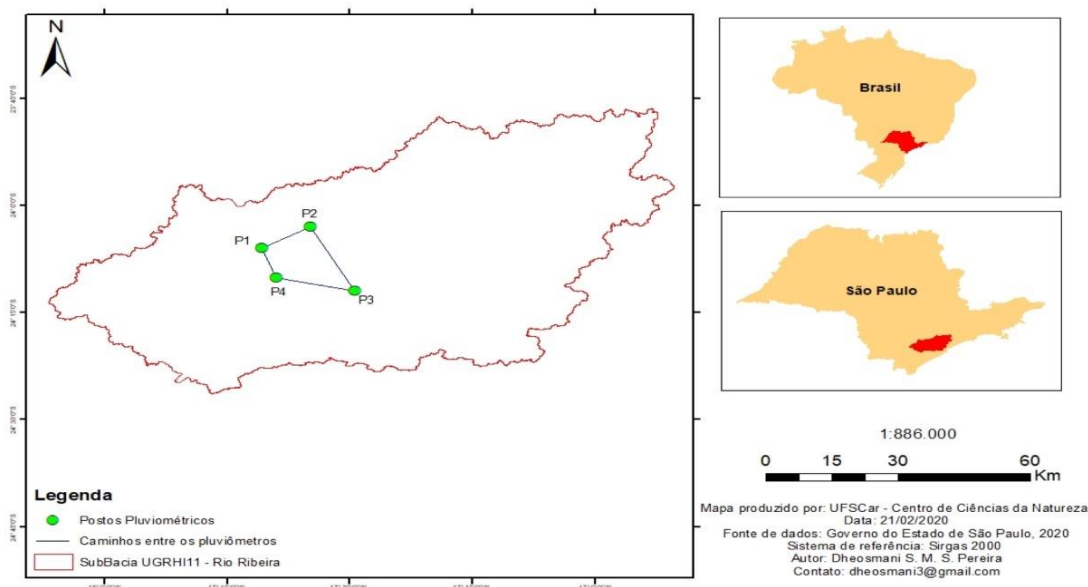 N
P1
P2
P3
P4
Legenda
Postos Pluviométricos
Caminhos entre os pluviômetros
SubBacia UGRHI11 - Rio Ribeira
Brasil
São Paulo
1:886.000
0 15 30 60
Km
Mapa produzido por: UFSCar - Centro de Ciências da Natureza
Data: 21/02/2020
Fonte de dados: Governo do Estado de São Paulo, 2020
Sistema de referência: Sirgas 2000
Autor: Dheosmani S. M. S. Pereira
Contato: dheosmani3@gmail.com